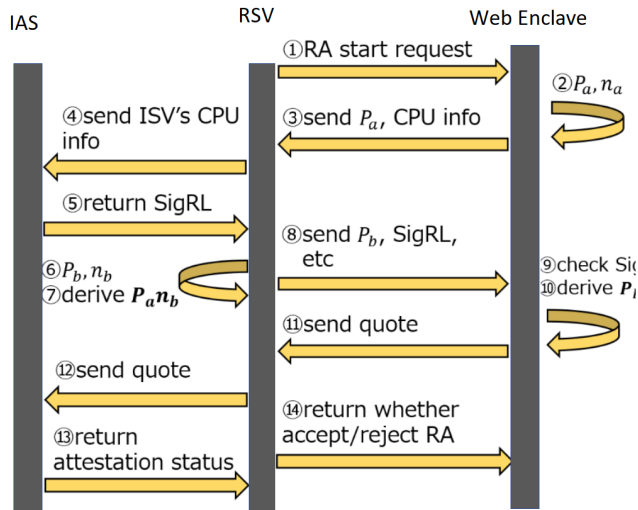 IAS
RSV
Web Enclave
①RA start request
②Pa, na
③send Pa, CPU info
④send ISV's CPU
info
⑤return SigRL
⑥Pb, nb
⑦derive Panb
⑧send Pb, SigRL,
etc
⑨check Sig
⑩derive P
⑪send quote
⑫send quote
⑬return
attestation status
⑭return whether
accept/reject RA